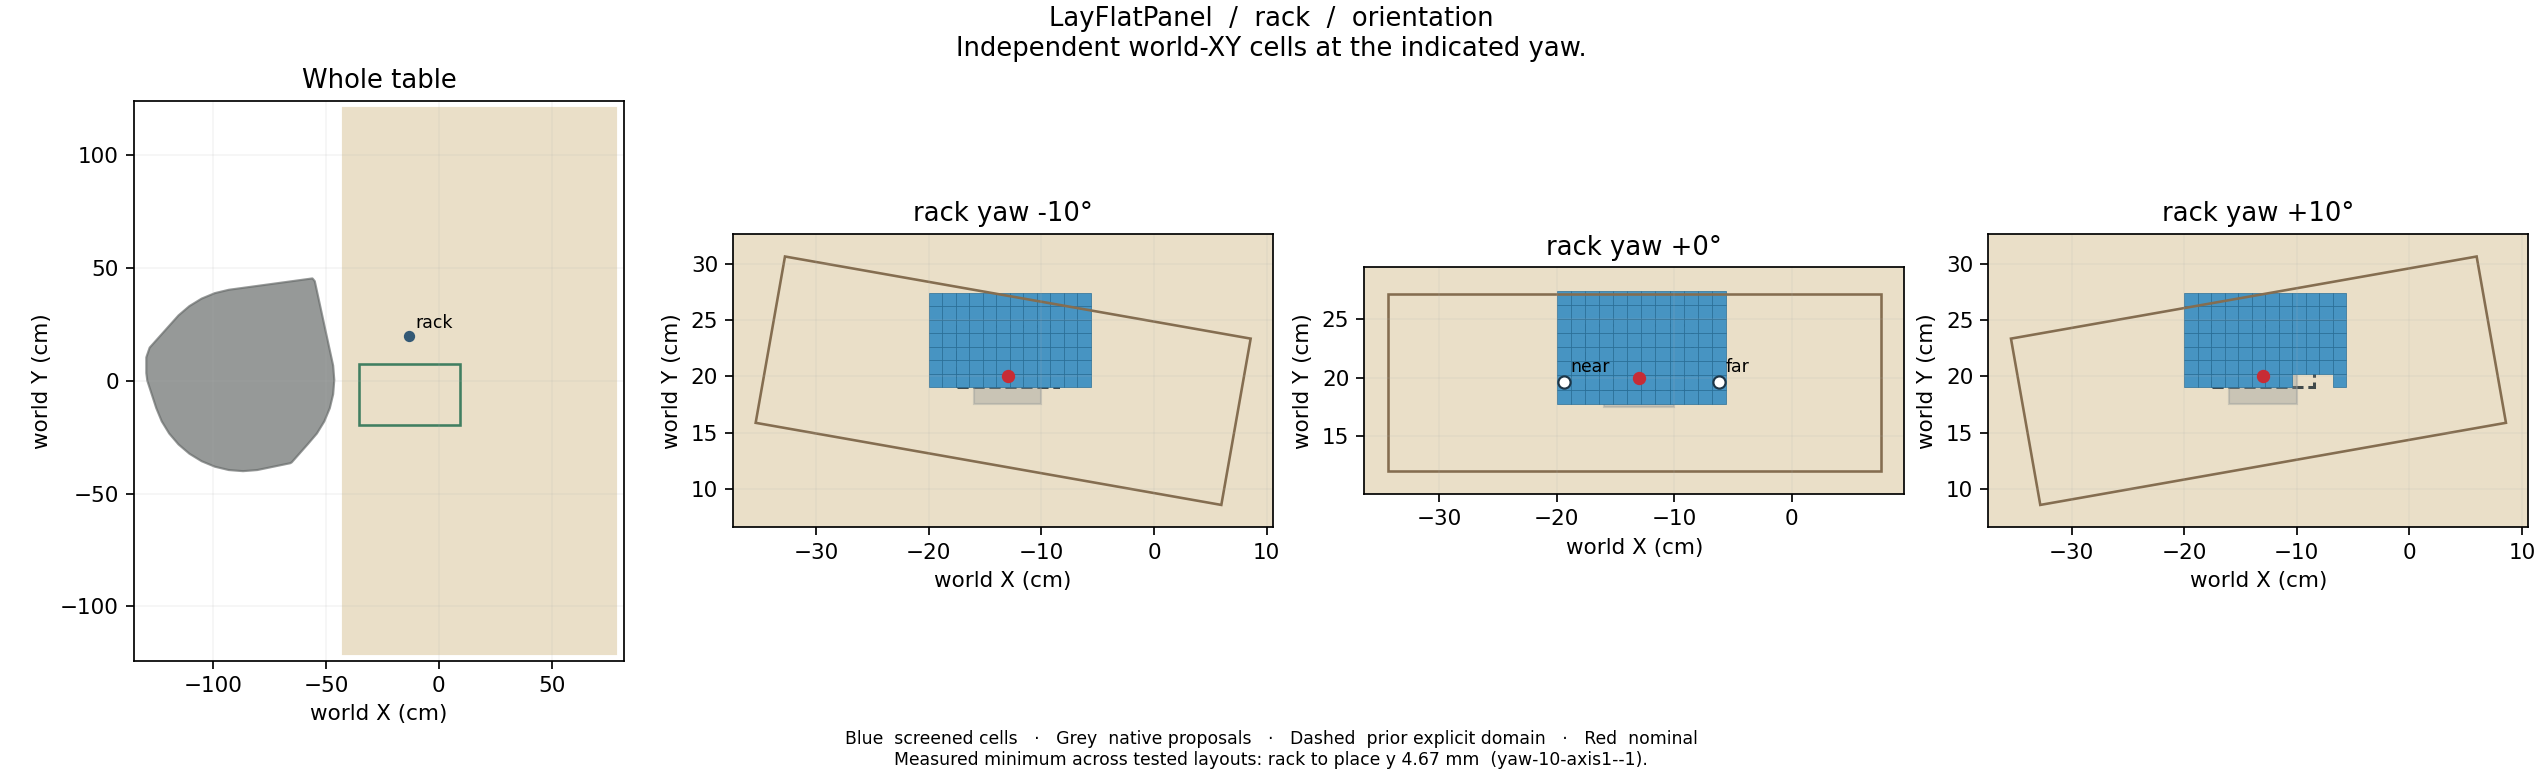 LayFlatPanel / rack / orientation
Independent world-XY cells at the indicated yaw.
Whole table
world Y (cm)
100
50
0
−50
−100
rack
−100
−50
0
50
world X (cm)
rack yaw -10°
world Y (cm)
30
25
20
15
10
−30
−20
−10
0
10
world X (cm)
rack yaw +0°
world Y (cm)
25
20
15
near
far
−30
−20
−10
0
world X (cm)
rack yaw +10°
world Y (cm)
30
25
20
15
10
−30
−20
−10
0
10
world X (cm)
Blue screened cells · Grey native proposals · Dashed prior explicit domain · Red nominal
Measured minimum across tested layouts: rack to place y 4.67 mm (yaw-10-axis1--1).